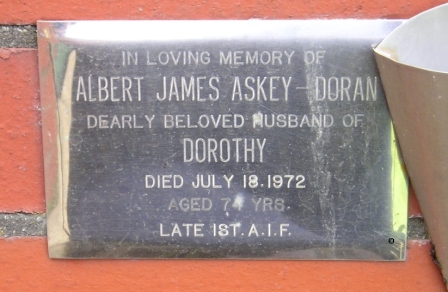 IN LOVING MEMORY OF
ALBERT JAMES ASKEY-DORAN
DEARLY BELOVED HUSBAND OF
DOROTHY
DIED JULY 18.1972
AGED 74 YRS.
LATE 1ST. A.I.F.